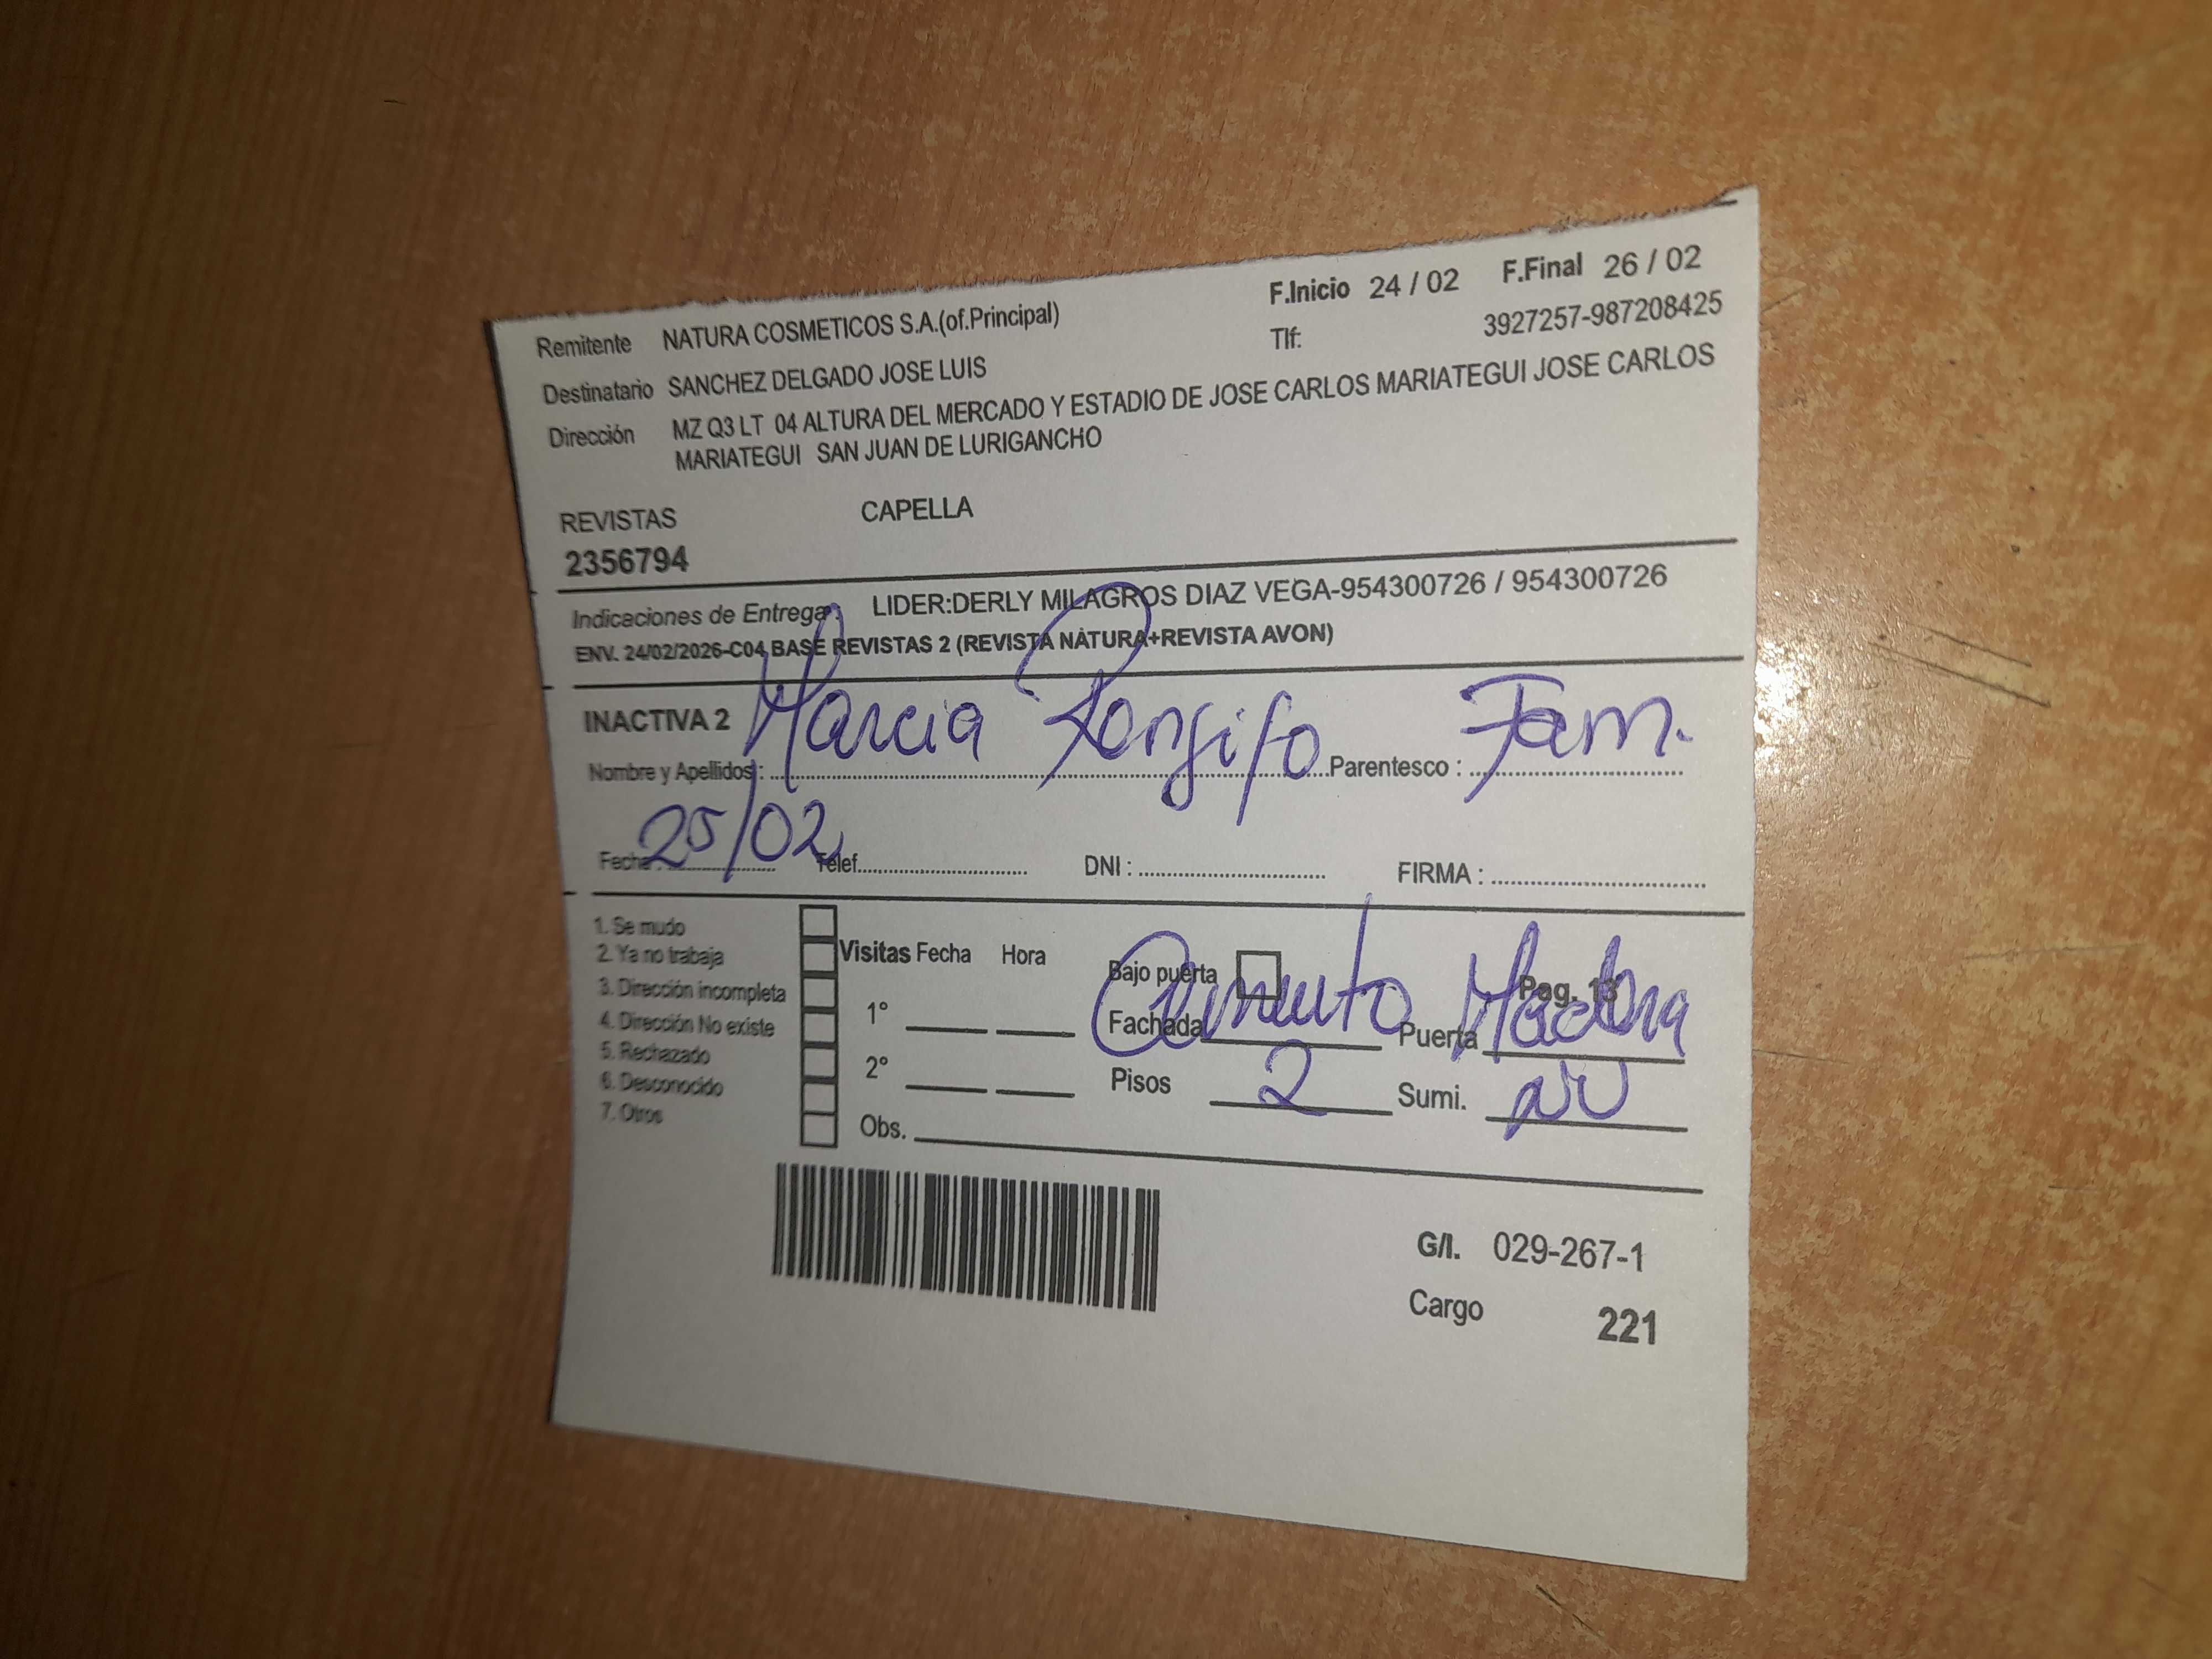 F.Inicio 24 / 02 F.Final 26 / 02
Remitente NATURA COSMETICOS S.A.(of.Principal) Tlf: 3927257-987208425
Destinatario SANCHEZ DELGADO JOSE LUIS
Dirección MZ Q3 LT 04 ALTURA DEL MERCADO Y ESTADIO DE JOSE CARLOS MARIATEGUI JOSE CARLOS
MARIATEGUI SAN JUAN DE LURIGANCHO
REVISTAS CAPELLA
2356794
Indicaciones de Entrega : LIDER:DERLY MILAGROS DIAZ VEGA-954300726 / 954300726
ENV. 24/02/2026-C04 BASE REVISTAS 2 (REVISTA NATURA+REVISTA AVON)
INACTIVA 2
Nombre y Apellidos : Marcia Rengifo Parentesco : Fam.
Fecha : 25/02 Telef. DNI : FIRMA :
1. Se mudo
2. Ya no trabaja
3. Dirección incompleta
4. Dirección No existe
5. Rechazado
6. Desconocido
7. Otros
Visitas Fecha Hora
1°
2°
Obs.
Bajo puerta Pag. 13
Fachada Cemento Puerta Madera
Pisos 2 Sumi.
G/I. 029-267-1
Cargo 221